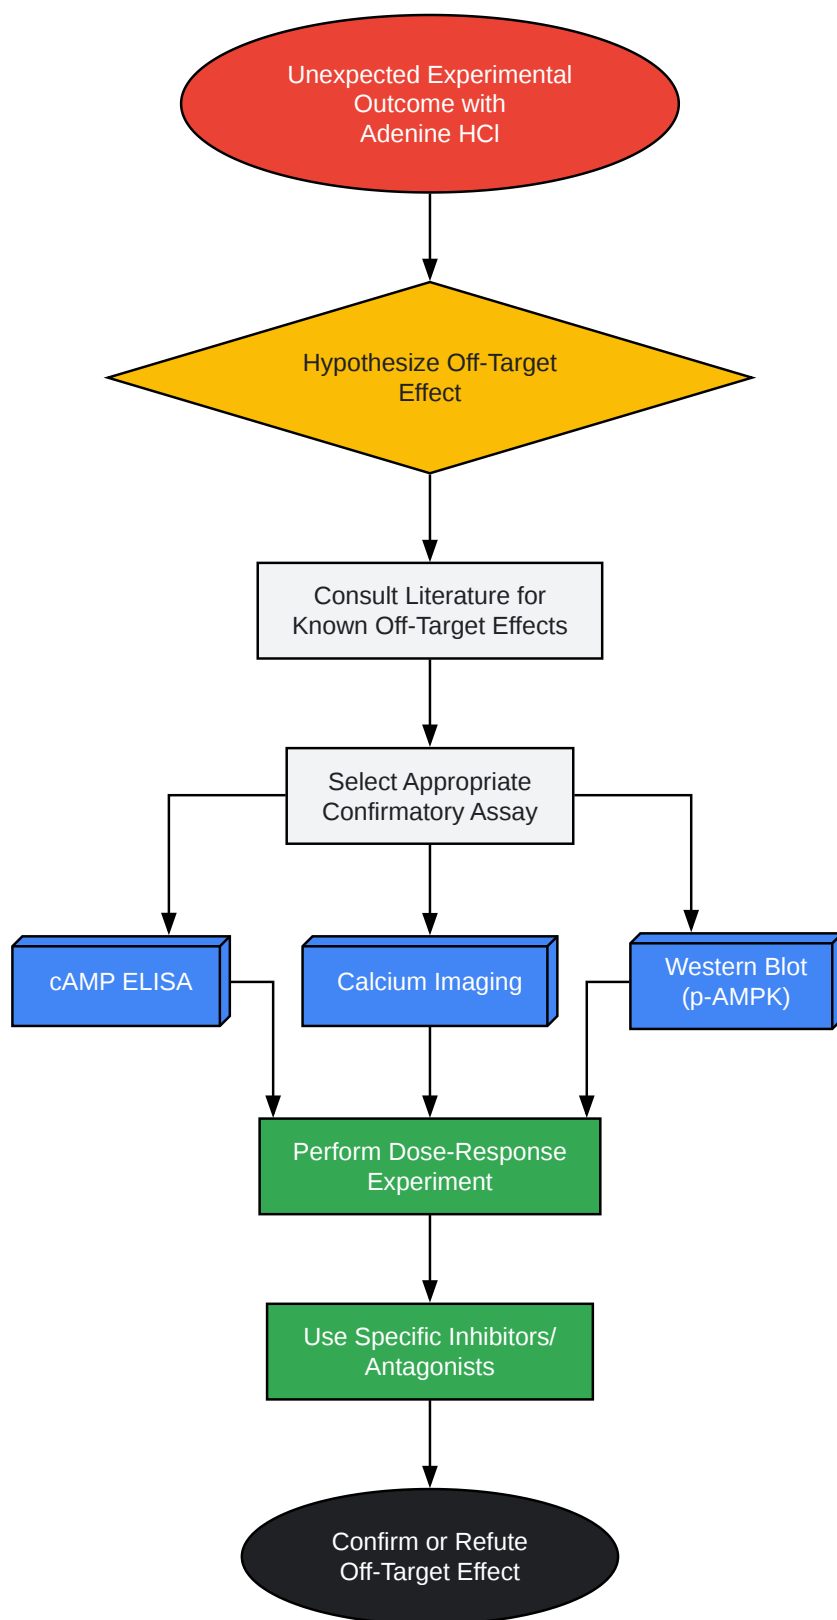 Unexpected Experimental
Outcome with
Adenine HCl
Hypothesize Off-Target
Effect
Consult Literature for
Known Off-Target Effects
Select Appropriate
Confirmatory Assay
cAMP ELISA
Calcium Imaging
Western Blot
(p-AMPK)
Perform Dose-Response
Experiment
Use Specific Inhibitors/
Antagonists
Confirm or Refute
Off-Target Effect